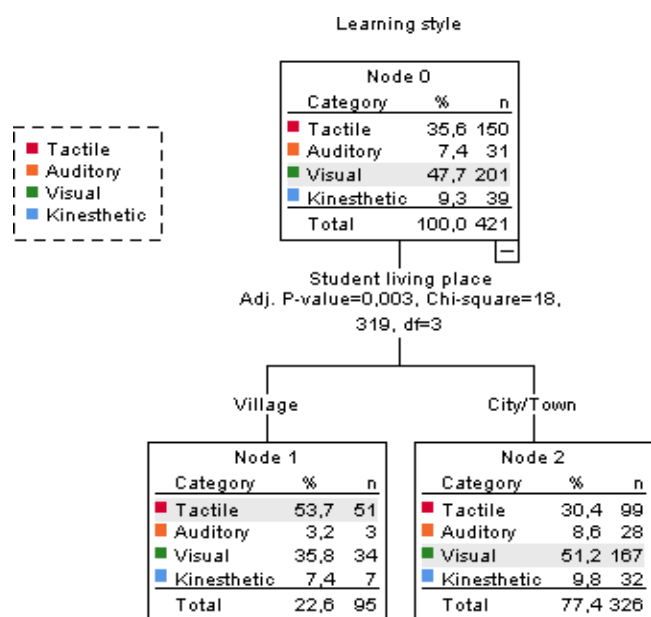 Learning style
Node 0
Category % n
Tactile 35,6 150
Auditory 7,4 31
Visual 47,7 201
Kinesthetic 9,3 39
Total 100,0 421
Tactile
Auditory
Visual
Kinesthetic
Student living place
Adj. P-value=0,003, Chi-square=18,
319, df=3
Village
City/Town
Node 1
Category % n
Tactile 53,7 51
Auditory 3,2 3
Visual 35,8 34
Kinesthetic 7,4 7
Total 22,6 95
Node 2
Category % n
Tactile 30,4 99
Auditory 8,6 28
Visual 51,2 167
Kinesthetic 9,8 32
Total 77,4 326